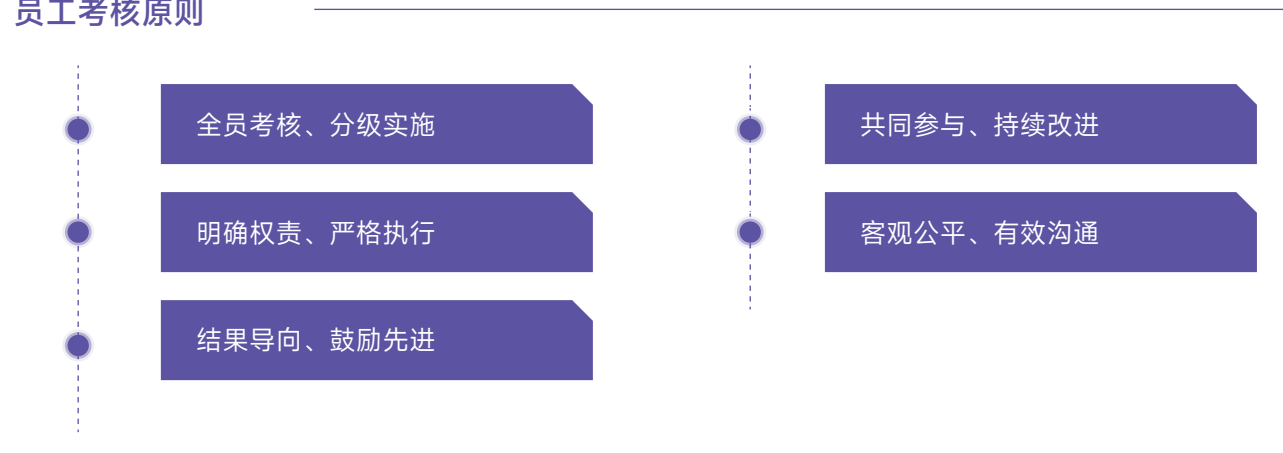 员工考核原则
全员考核、分级实施
明确权责、严格执行
结果导向、鼓励先进
共同参与、持续改进
客观公平、有效沟通